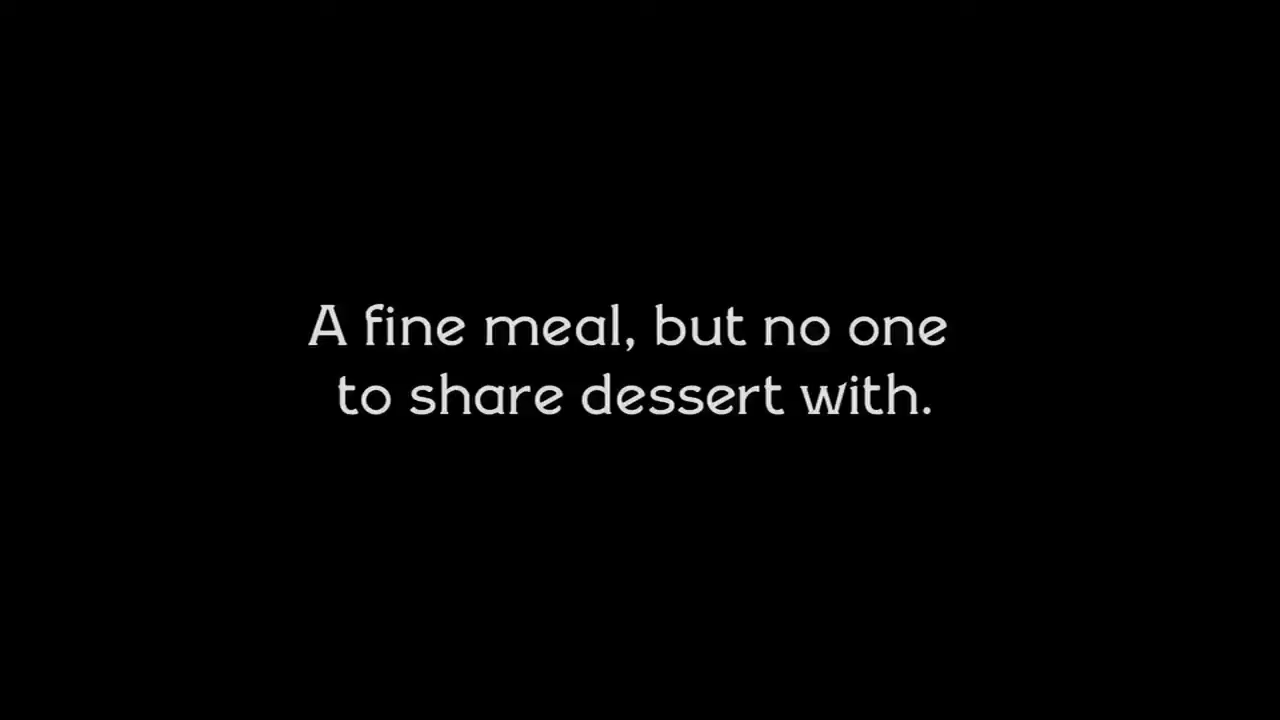 A fine meal, but no one
to share dessert with.